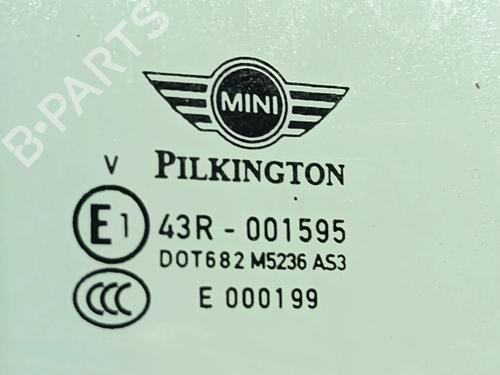 B-PARTS
MINI
V PILKINGTON
E1 43R - 001595
DOT682 M5236 AS3
CCC E 000199